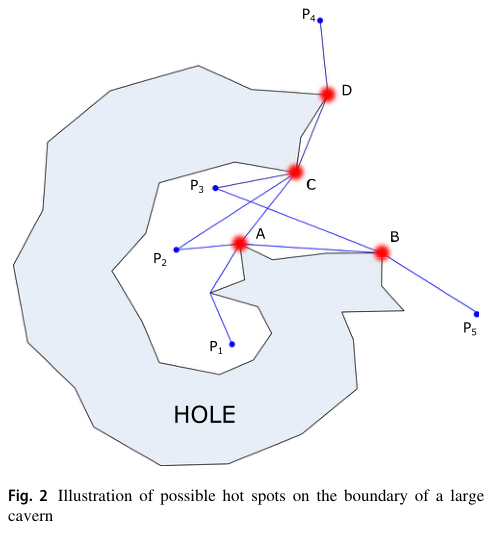 P4
D
C
P3
A
B
P2
P5
P1
HOLE
Fig. 2 Illustration of possible hot spots on the boundary of a large
cavern